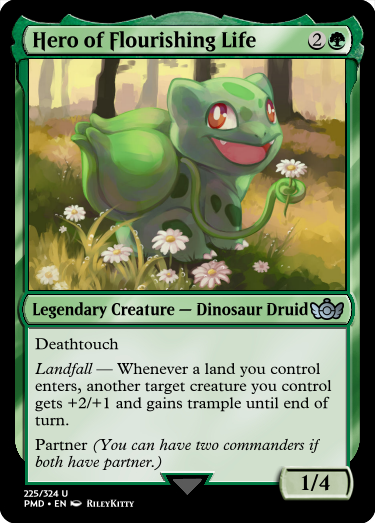 Hero of Flourishing Life 2
Legendary Creature — Dinosaur Druid
Deathtouch
Landfall — Whenever a land you control
enters, another target creature you control
gets +2/+1 and gains trample until end of
turn.
Partner (You can have two commanders if
both have partner.)
1/4
225/324 U
PMD • EN RileyKitty